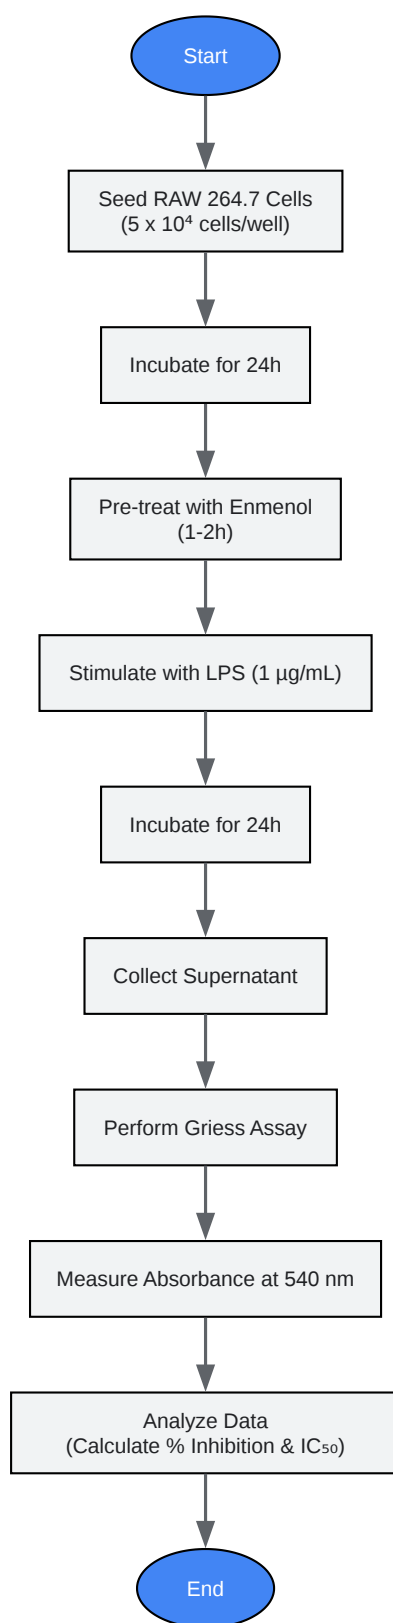 Start
Seed RAW 264.7 Cells
(5 x 10⁴ cells/well)
Incubate for 24h
Pre-treat with Enmenol
(1-2h)
Stimulate with LPS (1 µg/mL)
Incubate for 24h
Collect Supernatant
Perform Griess Assay
Measure Absorbance at 540 nm
Analyze Data
(Calculate % Inhibition & IC₅₀)
End